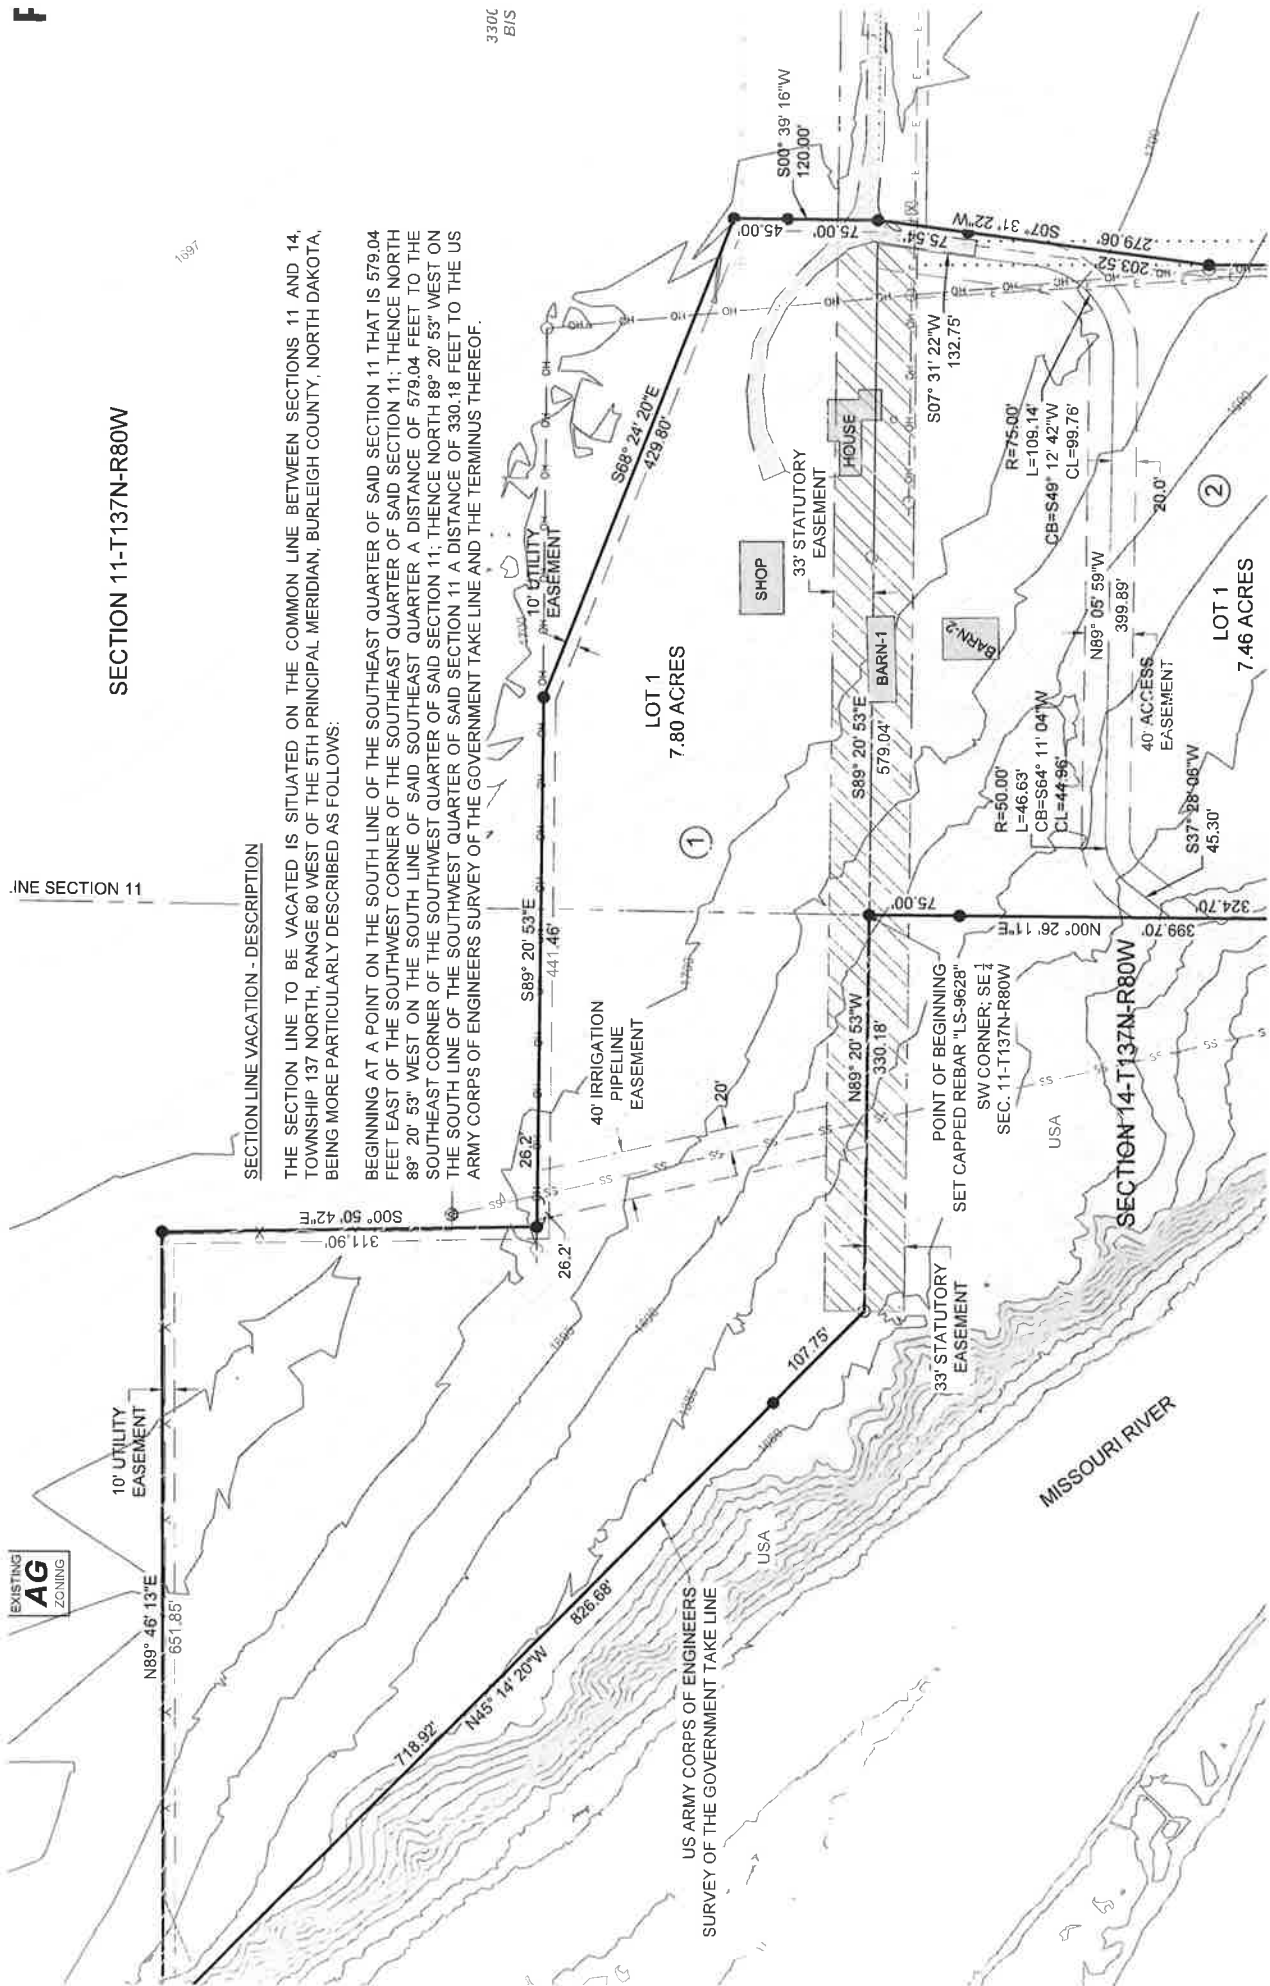 F
330
BIS
1697
SECTION 11-T137N-R80W
.INE SECTION 11
SECTION LINE VACATION - DESCRIPTION
THE SECTION LINE TO BE VACATED IS SITUATED ON THE COMMON LINE BETWEEN SECTIONS 11 AND 14,
TOWNSHIP 137 NORTH, RANGE 80 WEST OF THE 5TH PRINCIPAL MERIDIAN, BURLEIGH COUNTY, NORTH DAKOTA,
BEING MORE PARTICULARLY DESCRIBED AS FOLLOWS:
BEGINNING AT A POINT ON THE SOUTH LINE OF THE SOUTHEAST QUARTER OF SAID SECTION 11 THAT IS 579.04
FEET EAST OF THE SOUTHWEST CORNER OF THE SOUTHEAST QUARTER OF SAID SECTION 11; THENCE NORTH
89° 20' 53" WEST ON THE SOUTH LINE OF SAID SOUTHEAST QUARTER A DISTANCE OF 579.04 FEET TO THE
SOUTHEAST CORNER OF THE SOUTHWEST QUARTER OF SAID SECTION 11; THENCE NORTH 89° 20' 53" WEST ON
THE SOUTH LINE OF THE SOUTHWEST QUARTER OF SAID SECTION 11 A DISTANCE OF 330.18 FEET TO THE US
ARMY CORPS OF ENGINEERS SURVEY OF THE GOVERNMENT TAKE LINE AND THE TERMINUS THEREOF.
EXISTING
AG
ZONING
10' UTILITY
EASEMENT
N89° 46' 13"E
651.85'
S00° 50' 42"E
311.90'
26.2'
26.2'
S89° 20' 53"E
441.46'
10' UTILITY
EASEMENT
1700
S68° 24' 20"E
429.80'
45.00'
75.00'
S00° 39' 16"W
120.00'
75.54'
S07° 31' 22"W
279.06'
203.52'
S07° 31' 22"W
132.75'
1700
40' IRRIGATION
PIPELINE
EASEMENT
20'
LOT 1
7.80 ACRES
1
1700
SHOP
33' STATUTORY
EASEMENT
HOUSE
BARN-1
BARN-2
S89° 20' 53"E
579.04'
N89° 20' 53"W
330.18'
75.00'
N00° 26' 11"E
399.70'
324.70'
POINT OF BEGINNING
SET CAPPED REBAR "LS-9628"
SW CORNER; SE 1/4
SEC. 11-T137N-R80W
USA
SECTION 14-T137N-R80W
33' STATUTORY
EASEMENT
R=50.00'
L=46.63'
CB=S64° 11' 04"W
CL=44.96'
R=75.00'
L=109.14'
CB=S49° 12' 42"W
CL=99.76'
N89° 05' 59"W
399.89'
20.0'
40' ACCESS
EASEMENT
S37° 28' 06"W
45.30'
2
LOT 1
7.46 ACRES
1695
1690
1685
1680
1690
107.75'
826.68'
N45° 14' 20"W
718.92'
USA
US ARMY CORPS OF ENGINEERS
SURVEY OF THE GOVERNMENT TAKE LINE
MISSOURI RIVER